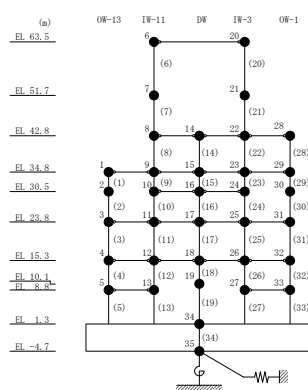 (m) OW-13 IW-11 DW IW-3 OW-1
EL 63.5 6 20
(6) (20)
EL 51.7 7 21
(7) (21)
EL 42.8 8 14 22 28
(8) (14) (22) (28)
EL 34.8 1 9 15 23 29
(1) (9) (15) (23) (29)
EL 30.5 2 10 16 24 30
(2) (10) (16) (24) (30)
EL 23.8 3 11 17 25 31
(3) (11) (17) (25) (31)
EL 15.3 4 12 18 26 32
(4) (12) (18) (26) (32)
EL 10.1 19
EL 8.8 5 13 27 33
(5) (13) (19) (27) (33)
EL 1.3 34
(34)
EL -4.7 35